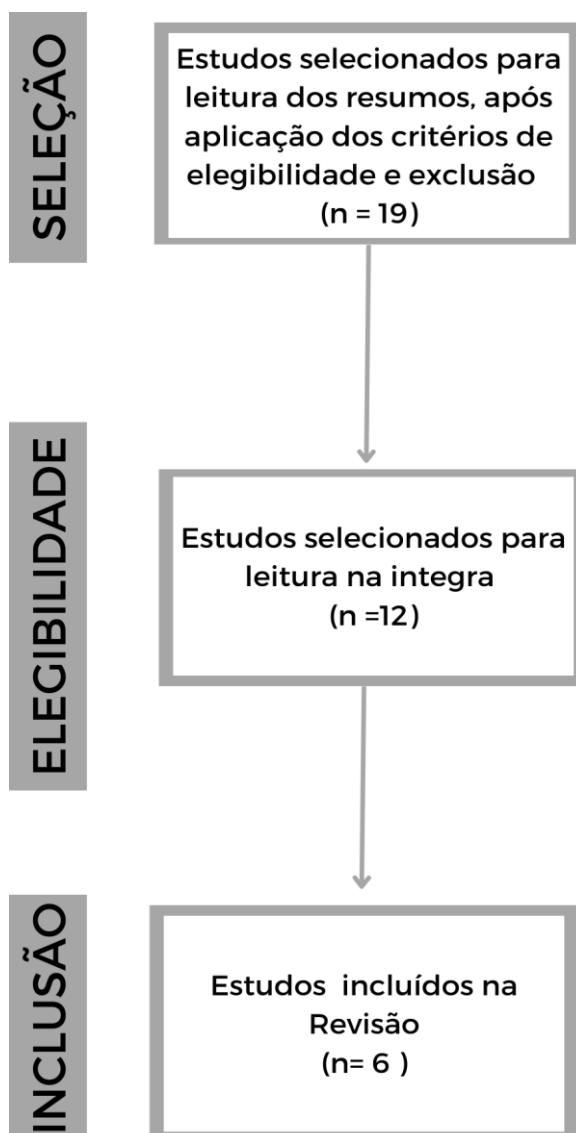 SELEÇÃO
Estudos selecionados para
leitura dos resumos, após
aplicação dos critérios de
elegibilidade e exclusão
(n = 19)
ELEGIBILIDADE
Estudos selecionados para
leitura na integra
(n =12)
INCLUSÃO
Estudos incluídos na
Revisão
(n= 6 )